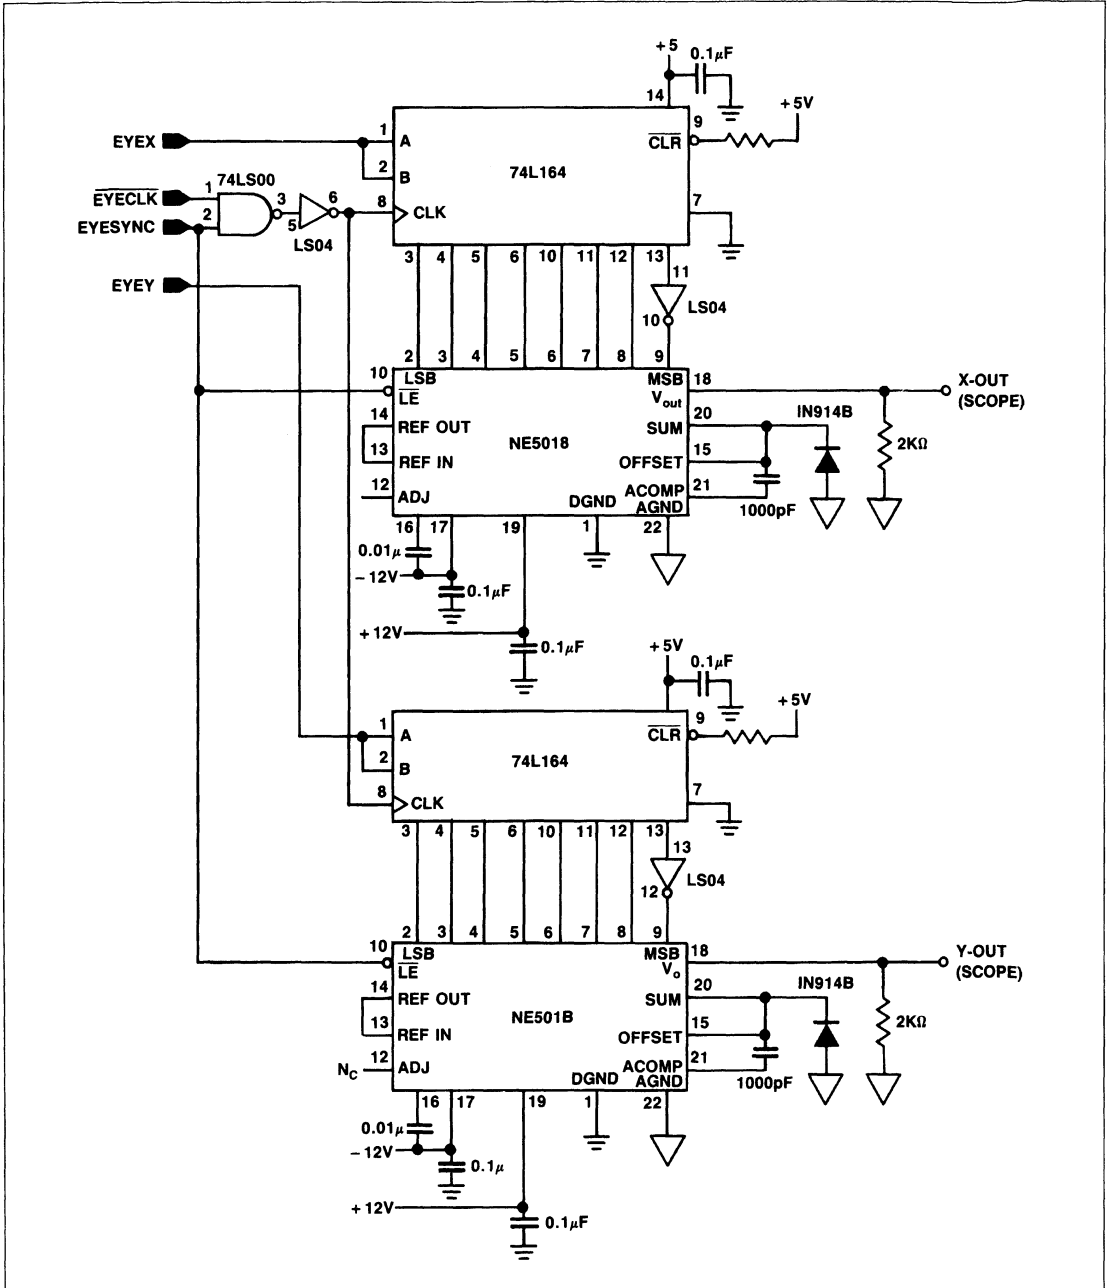 +5 0.1µF
14
+5V
EYEX 1 A 9 CLR
2 B 74L164
EYECLK 1 74LS00 3 6 8 CLK 7
EYESYNC 2 5 LS04
3 4 5 6 10 11 12 13
11
LS04
10
EYEY
2 3 4 5 6 7 8 9
10 LSB MSB 18 X-OUT
LE Vout (SCOPE)
14 REF OUT SUM 20 IN914B
NE5018 2KΩ
13 REF IN OFFSET 15
12 ADJ ACOMP 21
DGND AGND 1000pF
16 17 19 1 22
0.01µ
−12V
0.1µF
+12V
0.1µF
+5V 0.1µF
+5V
1 A CLR 9
2 B 74L164
8 CLK 7
3 4 5 6 10 11 12 13
13
LS04
12
2 3 4 5 6 7 8 9
10 LSB MSB 18 Y-OUT
LE Vo (SCOPE)
14 REF OUT SUM 20 IN914B
NE501B 2KΩ
13 REF IN OFFSET 15
NC 12 ADJ ACOMP 21
DGND AGND 1000pF
16 17 19 1 22
0.01µ
−12V
0.1µ
+12V
0.1µF